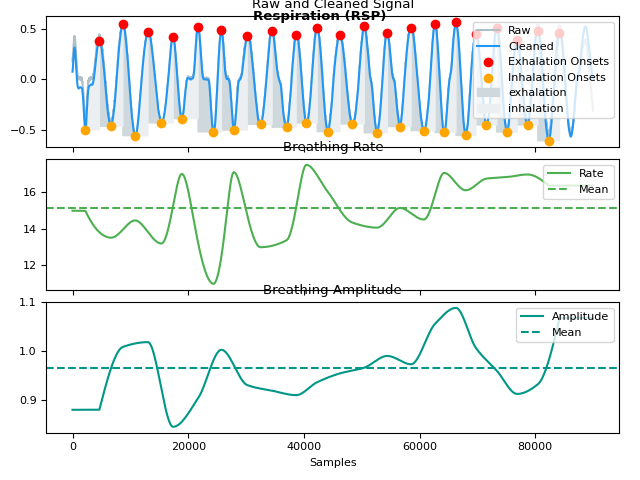 Raw and Cleaned Signal
Respiration (RSP)
0.5
0.0
−0.5
Raw
Cleaned
Exhalation Onsets
Inhalation Onsets
exhalation
inhalation
Breathing Rate
16
14
12
Rate
Mean
Breathing Amplitude
1.1
1.0
0.9
Amplitude
Mean
0 20000 40000 60000 80000
Samples